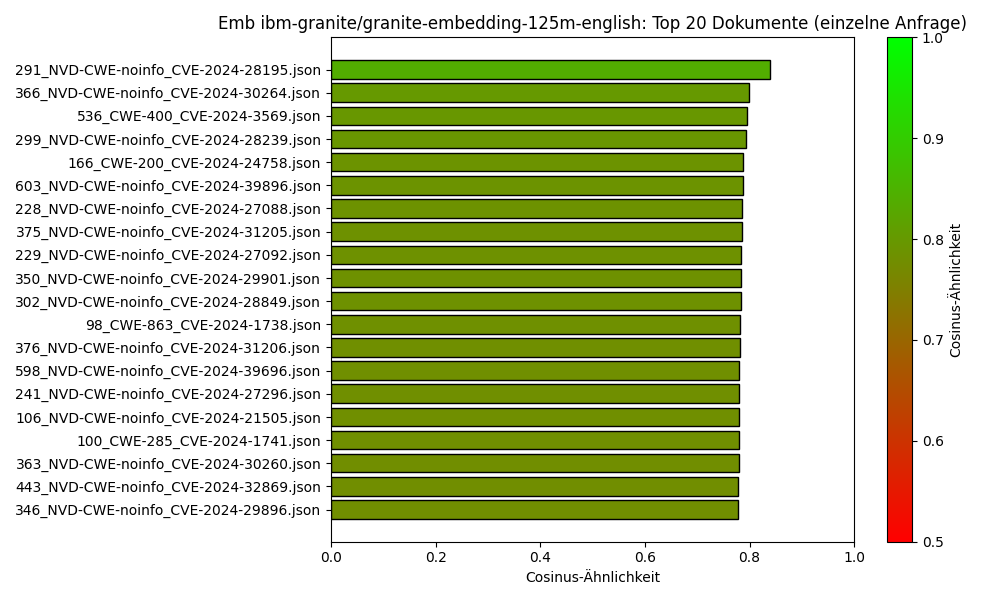 Emb ibm-granite/granite-embedding-125m-english: Top 20 Dokumente (einzelne Anfrage)
291_NVD-CWE-noinfo_CVE-2024-28195.json
366_NVD-CWE-noinfo_CVE-2024-30264.json
536_CWE-400_CVE-2024-3569.json
299_NVD-CWE-noinfo_CVE-2024-28239.json
166_CWE-200_CVE-2024-24758.json
603_NVD-CWE-noinfo_CVE-2024-39896.json
228_NVD-CWE-noinfo_CVE-2024-27088.json
375_NVD-CWE-noinfo_CVE-2024-31205.json
229_NVD-CWE-noinfo_CVE-2024-27092.json
350_NVD-CWE-noinfo_CVE-2024-29901.json
302_NVD-CWE-noinfo_CVE-2024-28849.json
98_CWE-863_CVE-2024-1738.json
376_NVD-CWE-noinfo_CVE-2024-31206.json
598_NVD-CWE-noinfo_CVE-2024-39696.json
241_NVD-CWE-noinfo_CVE-2024-27296.json
106_NVD-CWE-noinfo_CVE-2024-21505.json
100_CWE-285_CVE-2024-1741.json
363_NVD-CWE-noinfo_CVE-2024-30260.json
443_NVD-CWE-noinfo_CVE-2024-32869.json
346_NVD-CWE-noinfo_CVE-2024-29896.json
0.0 0.2 0.4 0.6 0.8 1.0
Cosinus-Ähnlichkeit
1.0
0.9
0.8
0.7
0.6
0.5
Cosinus-Ähnlichkeit